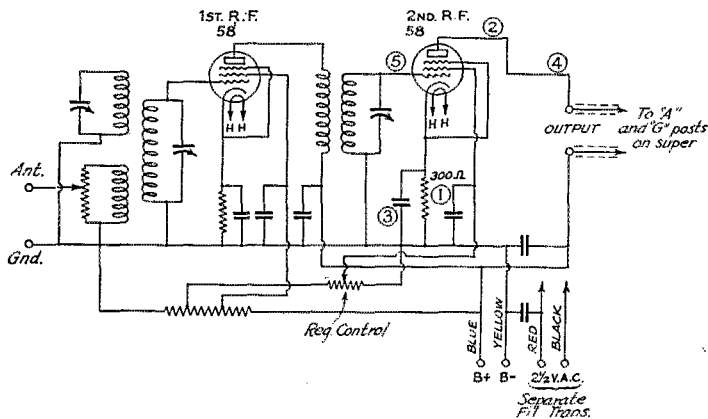 1ST. R.F.
58
2ND. R.F.
58
②
④
⑤
H H
H H
OUTPUT
To "A"
and "G" posts
on super
Ant.
300Ω
①
③
Gnd.
Reg. Control
BLUE
YELLOW
RED
BLACK
B+ B- 2½ V.A.C.
Separate
Fil. Trans.